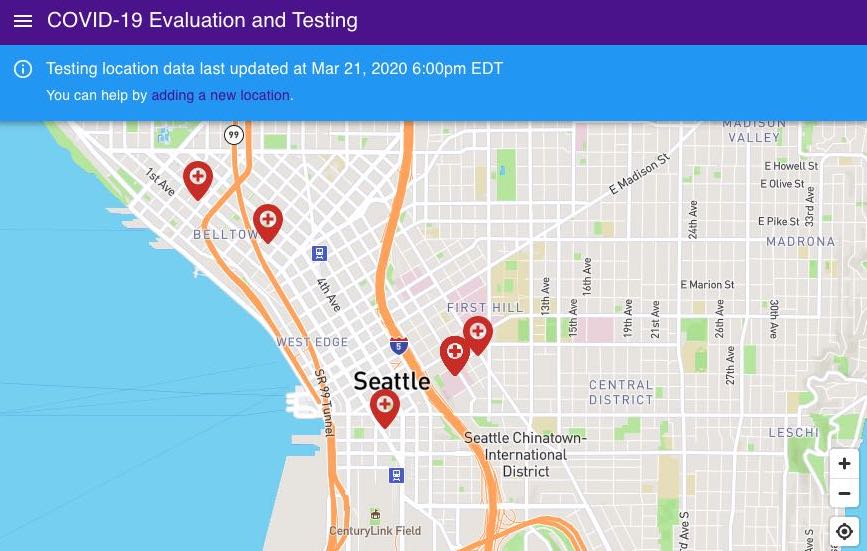 COVID-19 Evaluation and Testing
Testing location data last updated at Mar 21, 2020 6:00pm EDT
You can help by adding a new location.
MADISON
VALLEY
99
E Madison St
E Howell St
1st Ave
E Olive St
33rd Ave
24th Ave
E Pike St
BELLTOW
MADRONA
13th Ave
16th Ave
E Marion St
4th Ave
FIRST HILL
15th Ave
19th Ave
21st Ave
26th Ave
30th Ave
WEST EDGE
5
27th Ave
Seattle
SR 99 Tunnel
CENTRAL
DISTRICT
LESCHI
Seattle Chinatown-
International
District
CenturyLink Field
rd Ave S
ve S